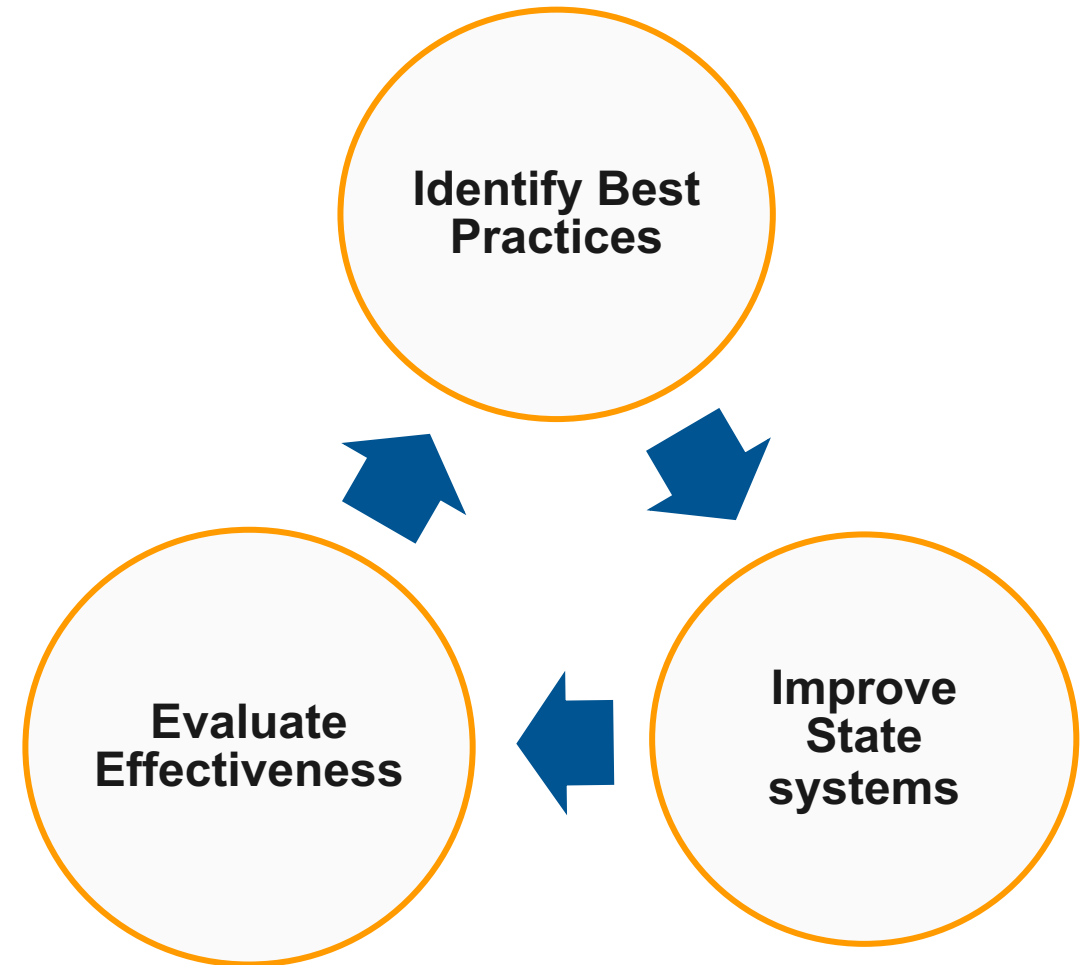 Identify Best
Practices
Improve
State
systems
Evaluate
Effectiveness